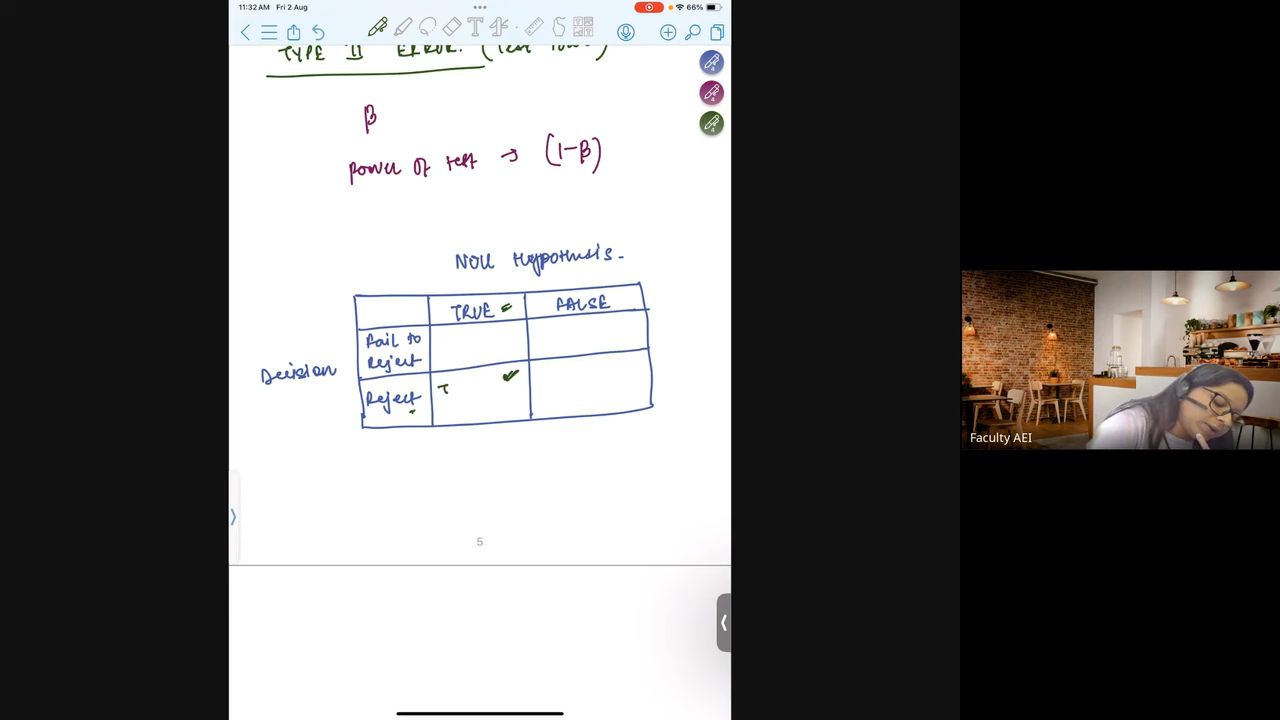 11:32 AM Fri 2 Aug
66%
TYPE II ERROR. (Test
β
power of test → (1-β)
NULL Hypothesis.
TRUE FALSE
Fail to
Reject
Decision
Reject T
5
Faculty AEI